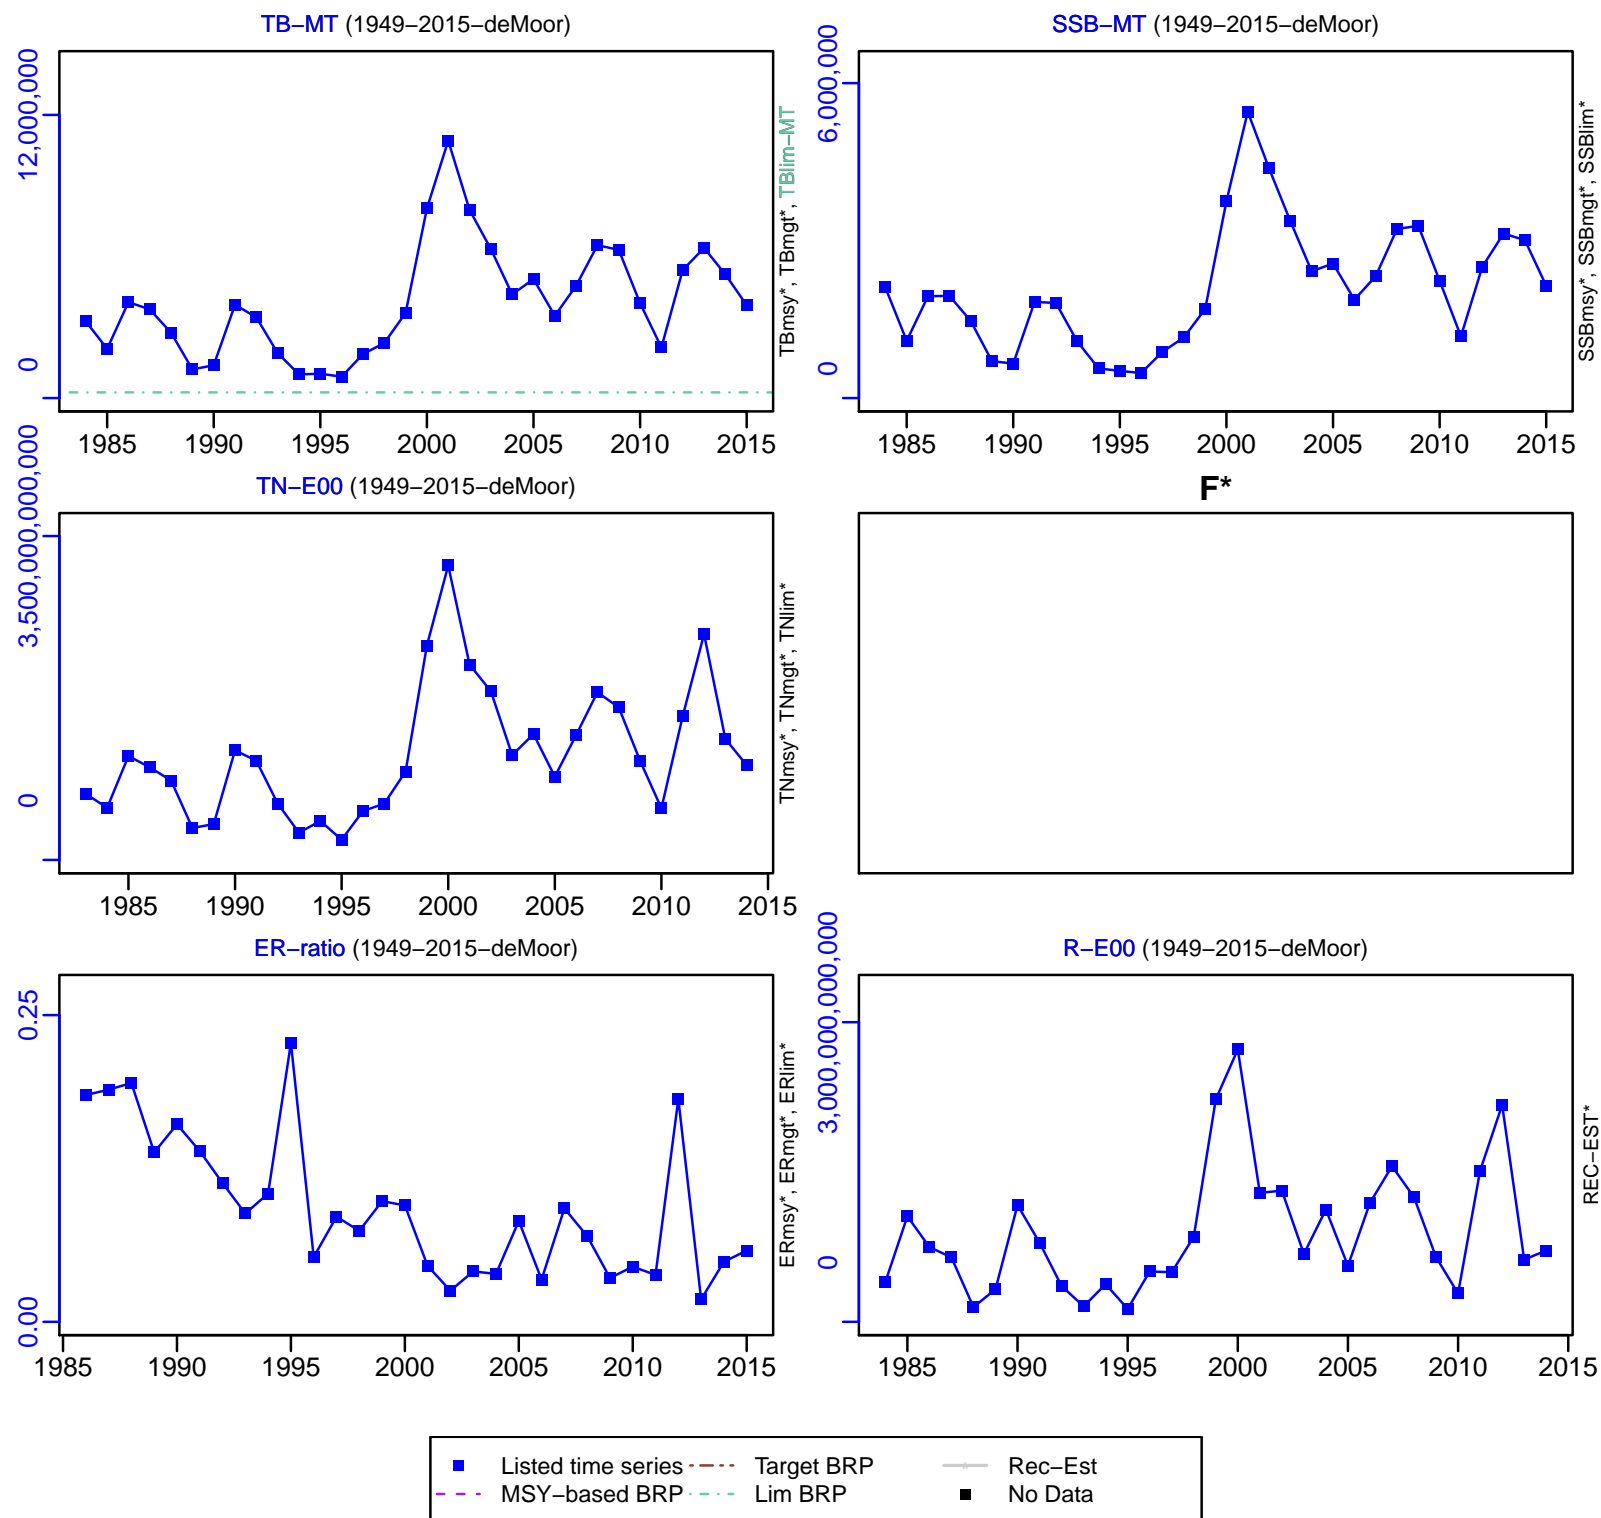 TB−MT (1949−2015−deMoor)
12,000,000
0
TBmsy*, TBmgt*, TBlim−MT
1985 1990 1995 2000 2005 2010 2015
SSB−MT (1949−2015−deMoor)
6,000,000
0
SSBmsy*, SSBmgt*, SSBlim*
1985 1990 1995 2000 2005 2010 2015
TN−E00 (1949−2015−deMoor)
3,500,000,000,000
0
TNmsy*, TNmgt*, TNlim*
1985 1990 1995 2000 2005 2010 2015
F*
ER−ratio (1949−2015−deMoor)
0.25
0.00
ERmsy*, ERmgt*, ERlim*
1985 1990 1995 2000 2005 2010 2015
R−E00 (1949−2015−deMoor)
3,000,000,000,000
0
REC−EST*
1985 1990 1995 2000 2005 2010 2015
Listed time series Target BRP Rec−Est
MSY−based BRP Lim BRP No Data